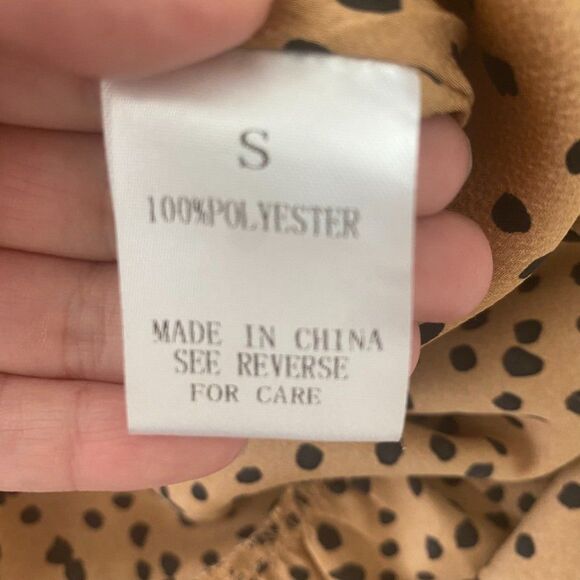 S
100%POLYESTER
MADE IN CHINA
SEE REVERSE
FOR CARE